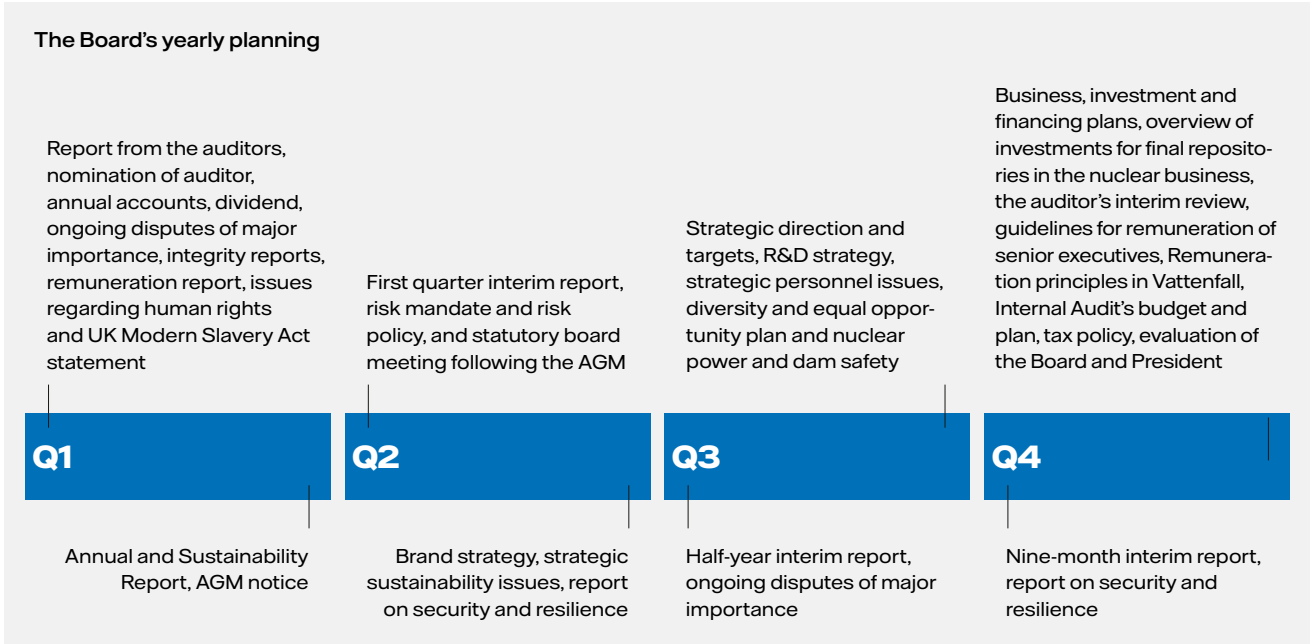 The Board's yearly planning
Report from the auditors,
nomination of auditor,
annual accounts, dividend,
ongoing disputes of major
importance, integrity reports,
remuneration report, issues
regarding human rights
and UK Modern Slavery Act
statement
First quarter interim report,
risk mandate and risk
policy, and statutory board
meeting following the AGM
Strategic direction and
targets, R&D strategy,
strategic personnel issues,
diversity and equal oppor-
tunity plan and nuclear
power and dam safety
Business, investment and
financing plans, overview of
investments for final reposito-
ries in the nuclear business,
the auditor's interim review,
guidelines for remuneration of
senior executives, Remunera-
tion principles in Vattenfall,
Internal Audit's budget and
plan, tax policy, evaluation of
the Board and President
Q1
Q2
Q3
Q4
Annual and Sustainability
Report, AGM notice
Brand strategy, strategic
sustainability issues, report
on security and resilience
Half-year interim report,
ongoing disputes of major
importance
Nine-month interim report,
report on security and
resilience